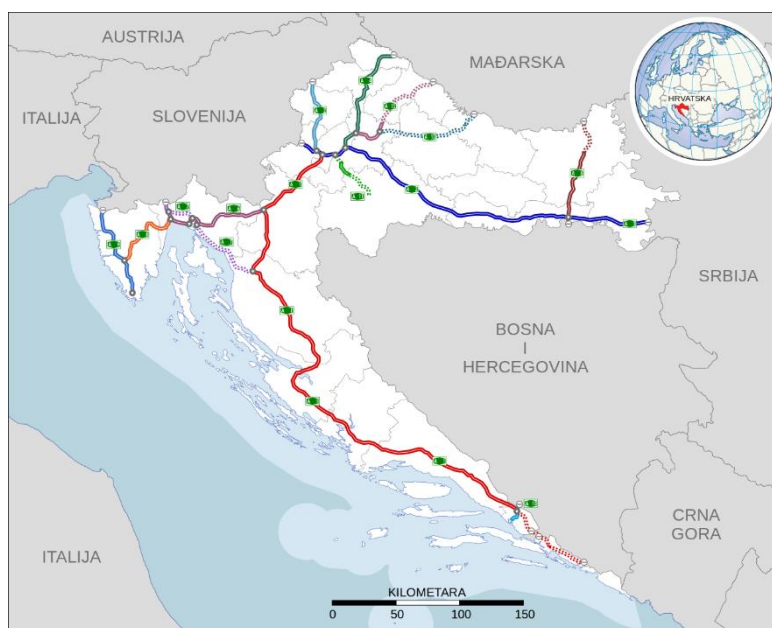 AUSTRIJA
MAĐARSKA
HRVATSKA
ITALIJA
SLOVENIJA
SRBIJA
BOSNA
I
HERCEGOVINA
CRNA
GORA
ITALIJA
KILOMETARA
0 50 100 150